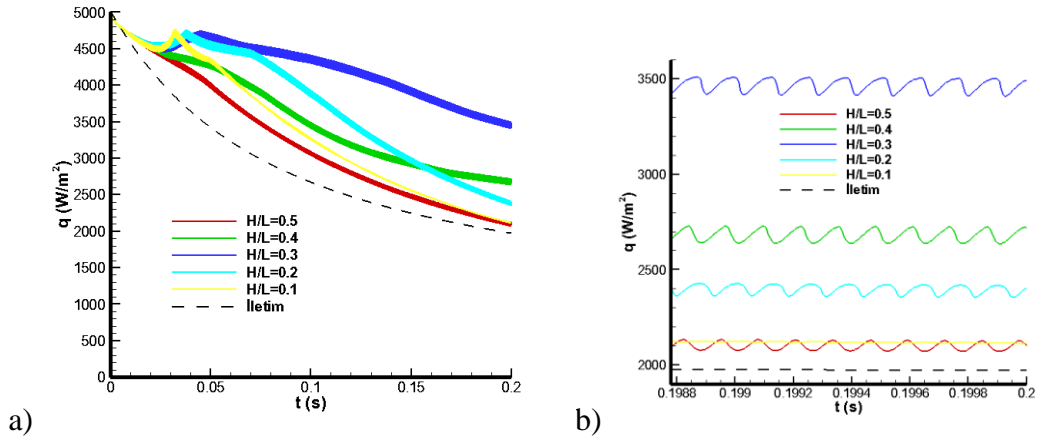 5000
4500
4000
3500
3000
2500
2000
1500
1000
500
0
q (W/m²)
H/L=0.5
H/L=0.4
H/L=0.3
H/L=0.2
H/L=0.1
İletim
0 0.05 0.1 0.15 0.2
t (s)
a)
3500
3000
2500
2000
q (W/m²)
H/L=0.5
H/L=0.4
H/L=0.3
H/L=0.2
H/L=0.1
İletim
0.1988 0.199 0.1992 0.1994 0.1996 0.1998 0.2
t (s)
b)